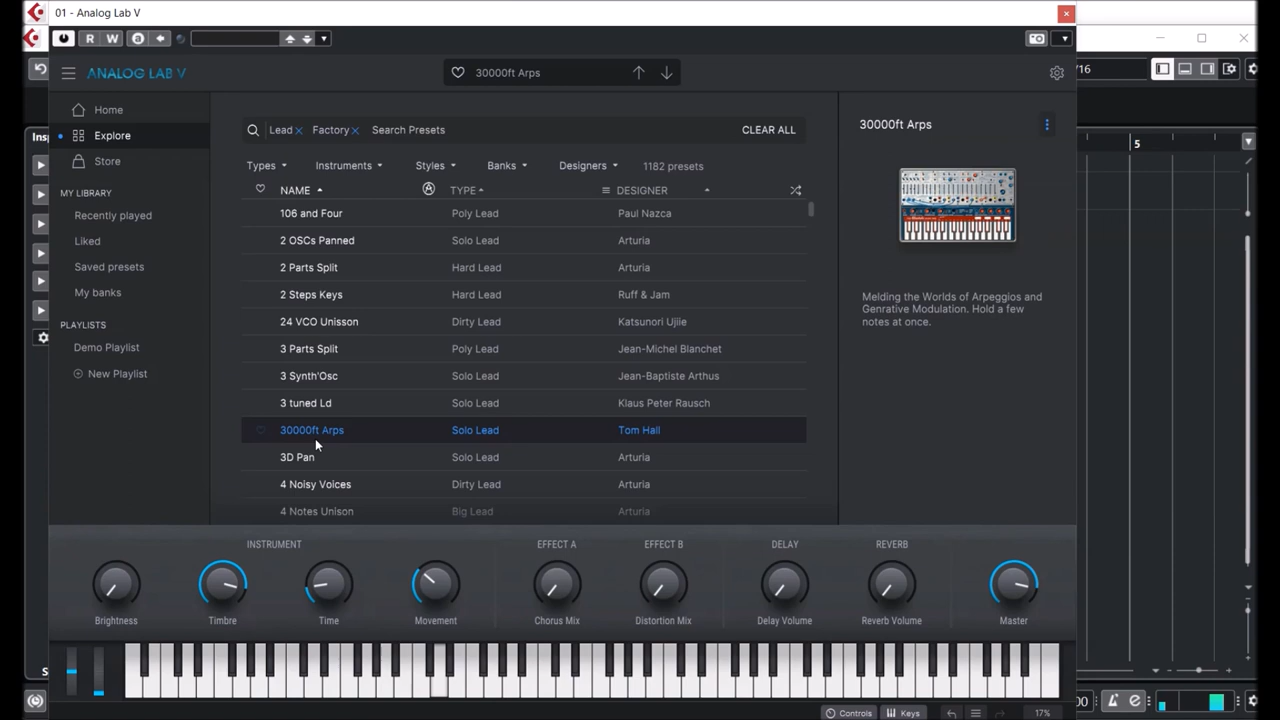 01 - Analog Lab V
R W a
/16
ANALOG LAB V
30000ft Arps
Home
Explore
Store
MY LIBRARY
Recently played
Liked
Saved presets
My banks
PLAYLISTS
Demo Playlist
New Playlist
Lead Factory Search Presets CLEAR ALL
Types Instruments Styles Banks Designers 1182 presets
NAME TYPE DESIGNER
106 and Four Poly Lead Paul Nazca
2 OSCs Panned Solo Lead Arturia
2 Parts Split Hard Lead Arturia
2 Steps Keys Hard Lead Ruff & Jam
24 VCO Unisson Dirty Lead Katsunori Ujiie
3 Parts Split Poly Lead Jean-Michel Blanchet
3 Synth'Osc Solo Lead Jean-Baptiste Arthus
3 tuned Ld Solo Lead Klaus Peter Rausch
30000ft Arps Solo Lead Tom Hall
3D Pan Solo Lead Arturia
4 Noisy Voices Dirty Lead Arturia
4 Notes Unison Big Lead Arturia
30000ft Arps
Melding the Worlds of Arpeggios and
Genrative Modulation. Hold a few
notes at once.
Insp
5
INSTRUMENT EFFECT A EFFECT B DELAY REVERB
Brightness Timbre Time Movement Chorus Mix Distortion Mix Delay Volume Reverb Volume Master
S
Controls Keys 17%
00